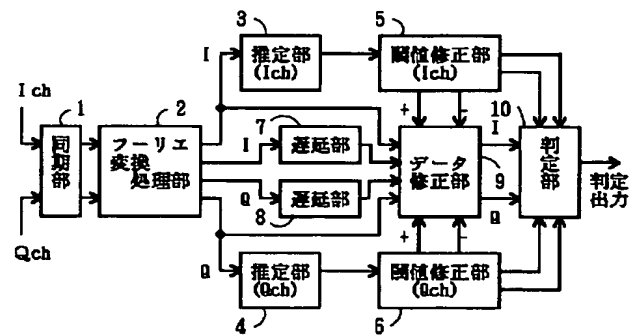 3
5
I
推定部
(Ich)
閾値修正部
(Ich)
I ch
1
2
7
+
-
10
I
同期部
フーリエ
変換
処理部
I
遅延部
データ
修正部
9
判定部
判定
出力
Q
遅延部
8
Q
Qch
Q
+
-
推定部
(Qch)
閾値修正部
(Qch)
4
6